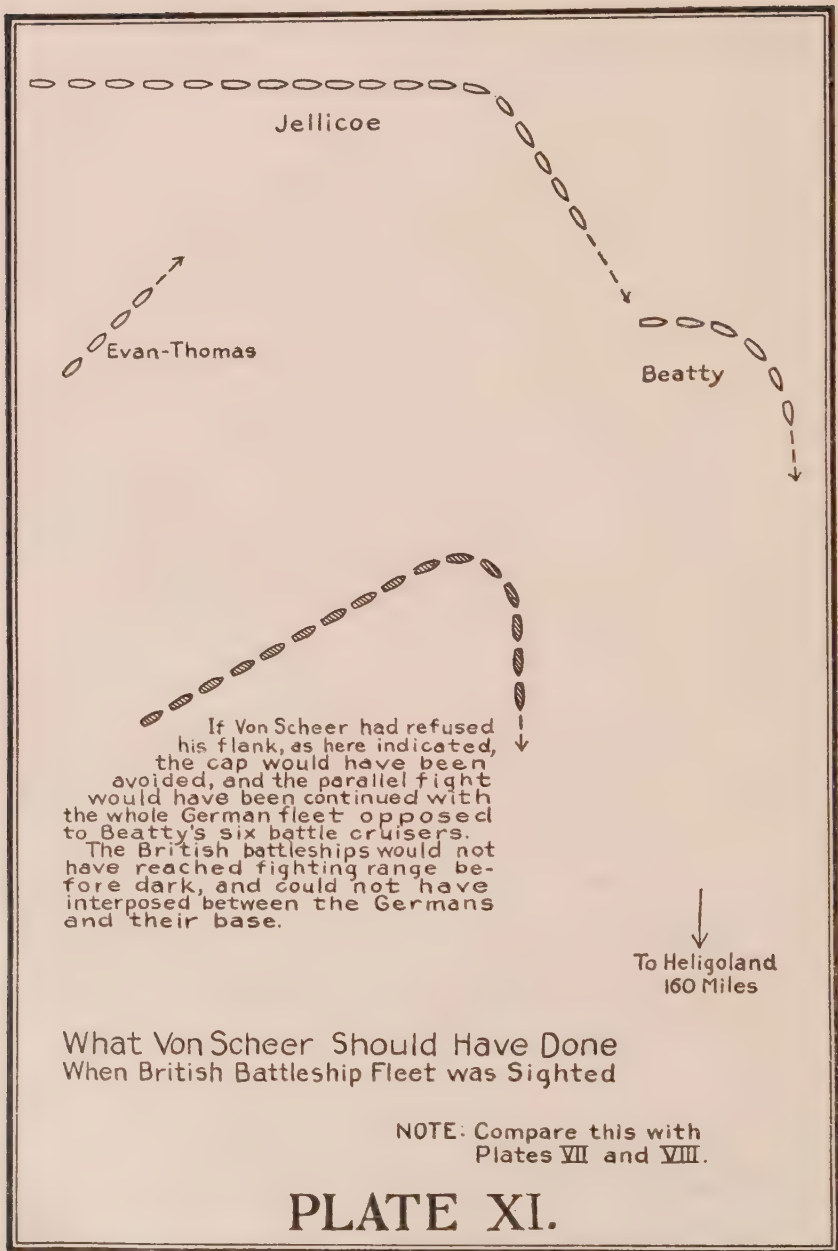 Jellicoe
Evan-Thomas
Beatty
If Von Scheer had refused
his flank, as here indicated,
the cap would have been
avoided, and the parallel fight
would have been continued with
the whole German fleet opposed
to Beatty's six battle cruisers.
The British battleships would not
have reached fighting range be-
fore dark, and could not have
interposed between the Germans
and their base.
To Heligoland
160 Miles
What Von Scheer Should Have Done
When British Battleship Fleet was Sighted
NOTE: Compare this with
Plates VII and VIII.
PLATE XI.